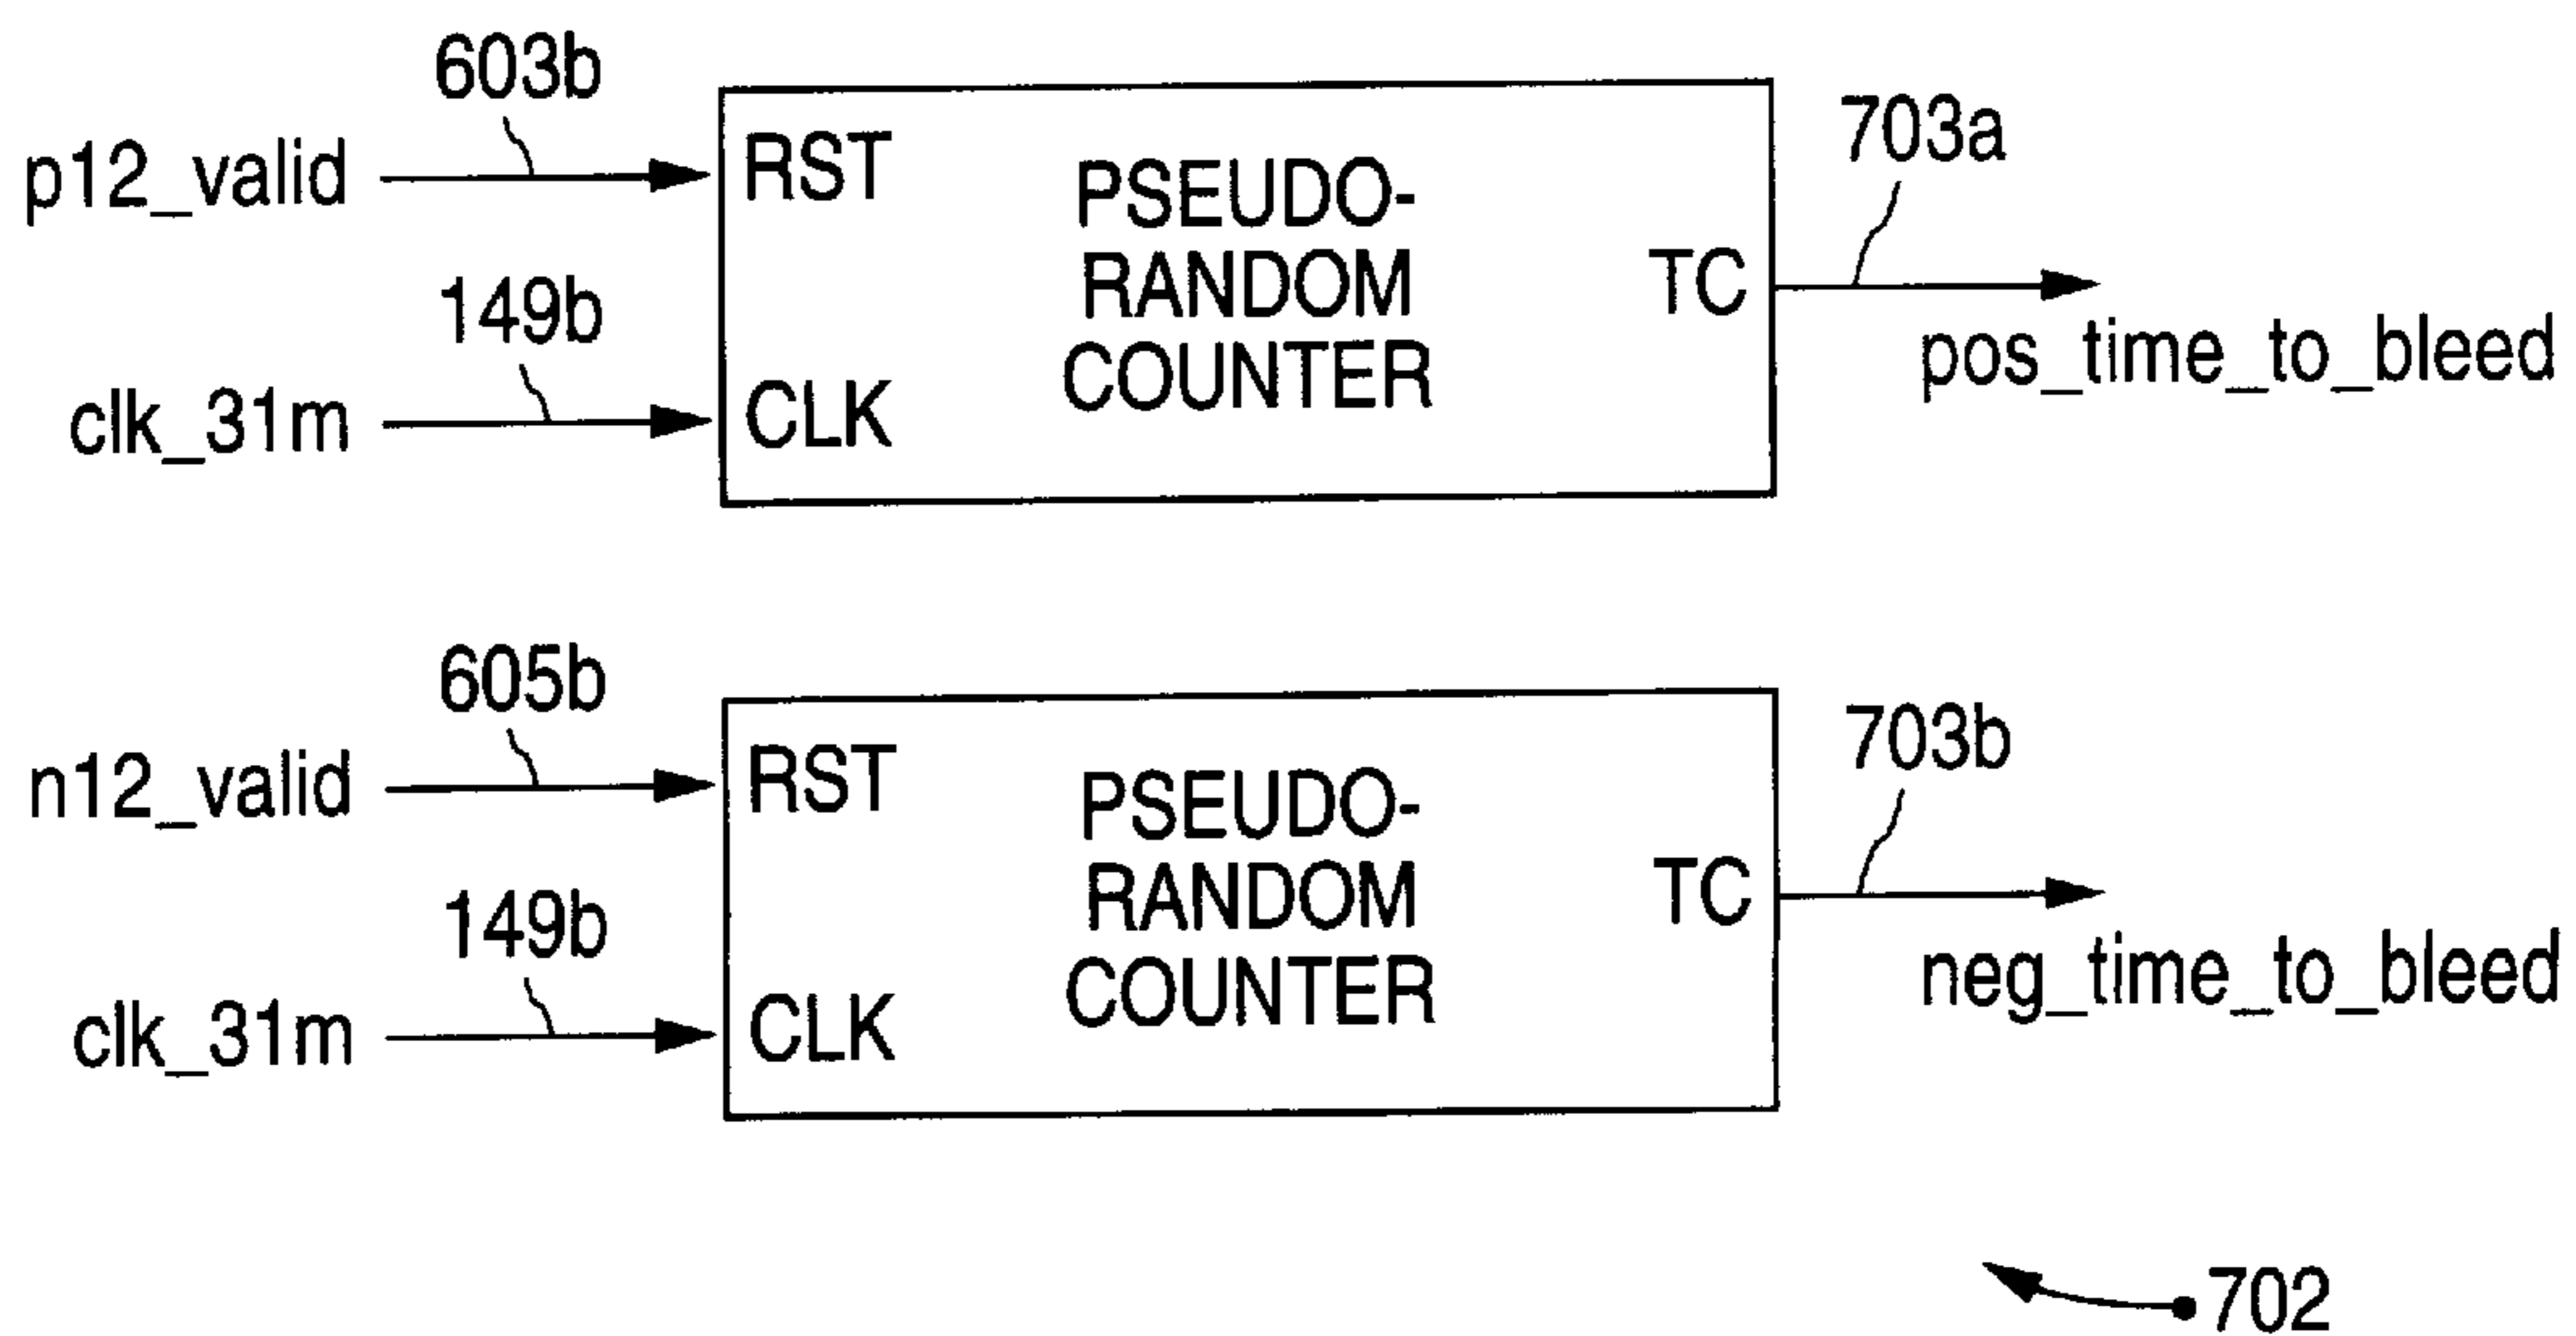 603b
p12_valid
RST
PSEUDO-
RANDOM
COUNTER
703a
TC
149b
clk_31m
CLK
pos_time_to_bleed
605b
n12_valid
RST
PSEUDO-
RANDOM
COUNTER
703b
TC
149b
clk_31m
CLK
neg_time_to_bleed
702